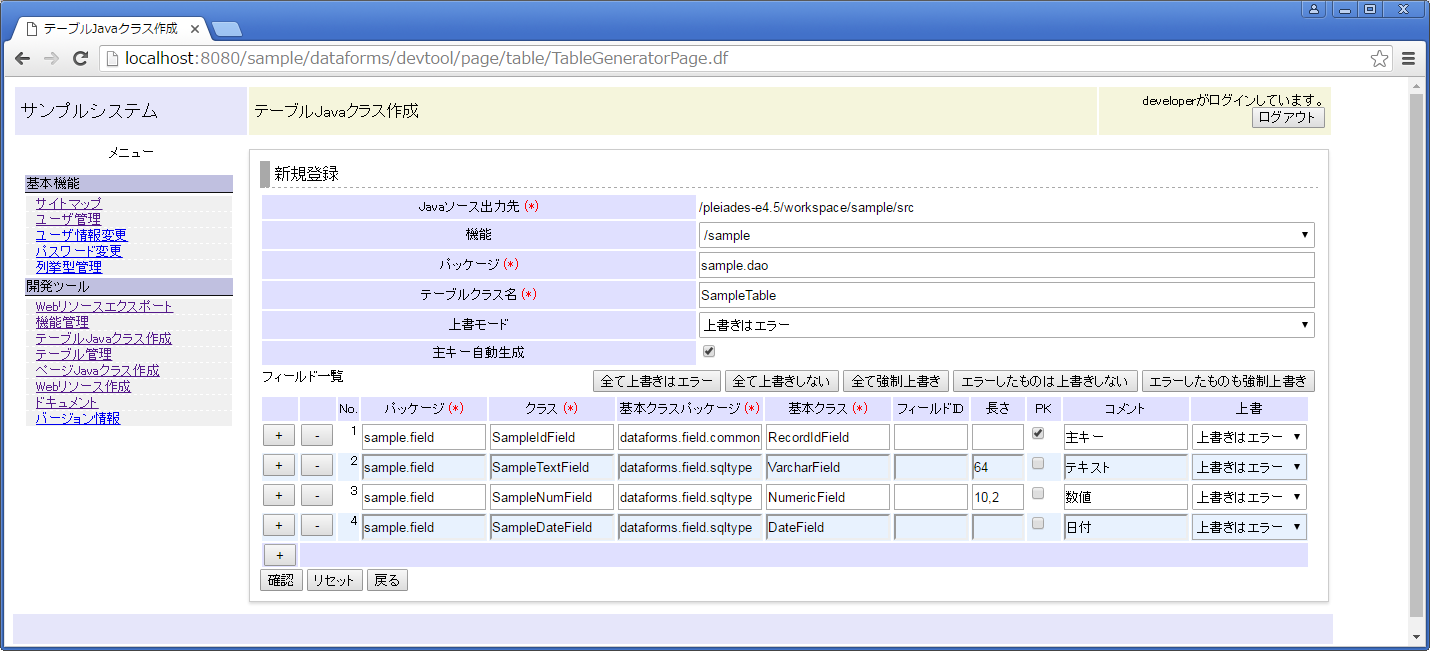 テーブルJavaクラス作成
localhost:8080/sample/dataforms/devtool/page/table/TableGeneratorPage.df
サンプルシステム
テーブルJavaクラス作成
developerがログインしています。
ログアウト
メニュー
基本機能
サイトマップ
ユーザ管理
ユーザ情報変更
パスワード変更
列挙型管理
開発ツール
Webリソースエクスポート
機能管理
テーブルJavaクラス作成
テーブル管理
ページJavaクラス作成
Webリソース作成
ドキュメント
バージョン情報
新規登録
Javaソース出力先 (*) /pleiades-e4.5/workspace/sample/src
機能 /sample
パッケージ (*) sample.dao
テーブルクラス名 (*) SampleTable
上書モード 上書きはエラー
主キー自動生成
フィールド一覧 全て上書きはエラー 全て上書きしない 全て強制上書き エラーしたものは上書きしない エラーしたものも強制上書き
No. パッケージ (*) クラス (*) 基本クラスパッケージ (*) 基本クラス (*) フィールドID 長さ PK コメント 上書
+ - 1 sample.field SampleIdField dataforms.field.common RecordIdField 主キー 上書きはエラー
+ - 2 sample.field SampleTextField dataforms.field.sqltype VarcharField 64 テキスト 上書きはエラー
+ - 3 sample.field SampleNumField dataforms.field.sqltype NumericField 10,2 数値 上書きはエラー
+ - 4 sample.field SampleDateField dataforms.field.sqltype DateField 日付 上書きはエラー
+
確認 リセット 戻る